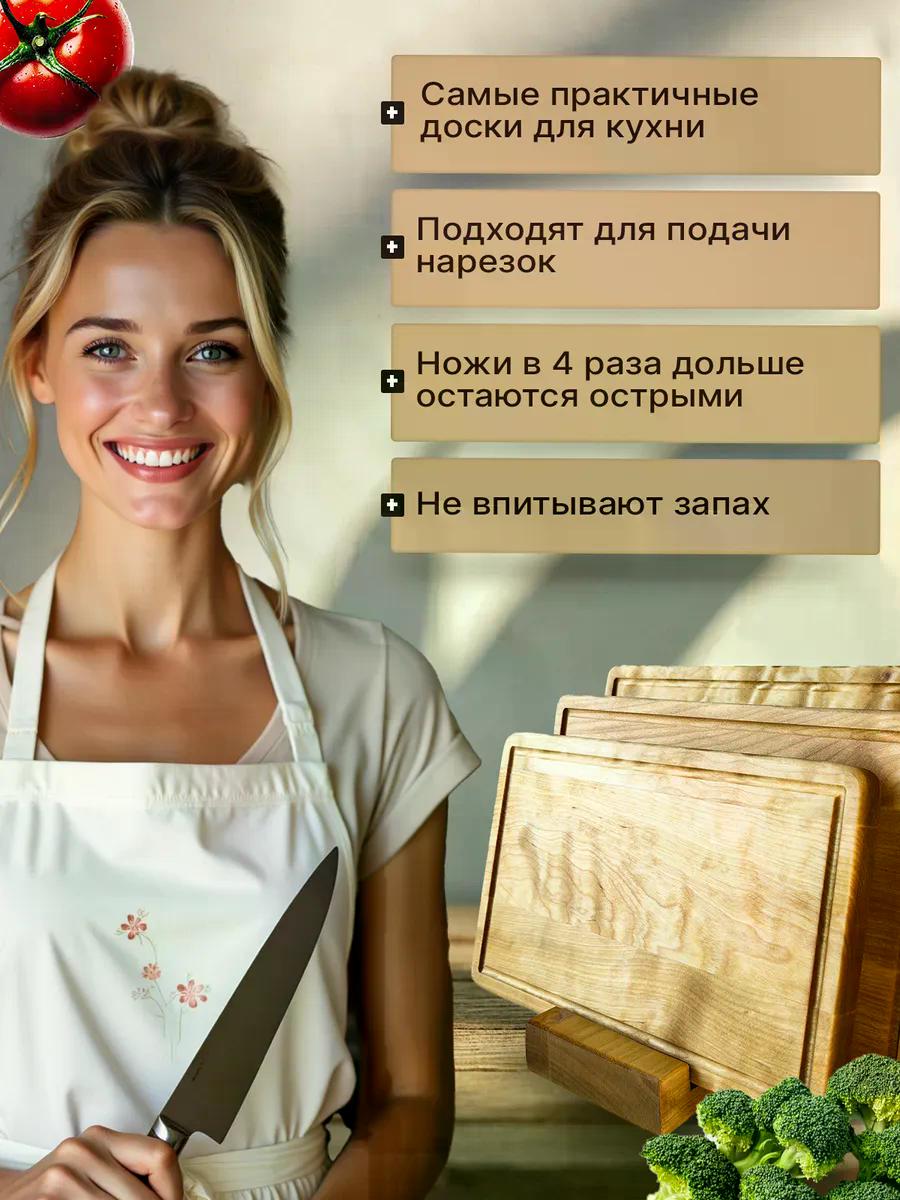 Самые практичные
доски для кухни
Подходят для подачи
нарезок
Ножи в 4 раза дольше
остаются острыми
Не впитывают запах